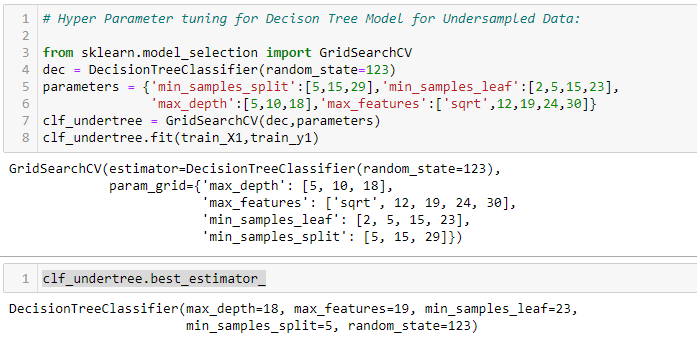 1 # Hyper Parameter tuning for Decison Tree Model for Undersampled Data:
2
3 from sklearn.model_selection import GridSearchCV
4 dec = DecisionTreeClassifier(random_state=123)
5 parameters = {'min_samples_split':[5,15,29],'min_samples_leaf':[2,5,15,23],
6 'max_depth':[5,10,18],'max_features':['sqrt',12,19,24,30]}
7 clf_undertree = GridSearchCV(dec,parameters)
8 clf_undertree.fit(train_X1,train_y1)
GridSearchCV(estimator=DecisionTreeClassifier(random_state=123),
param_grid={'max_depth': [5, 10, 18],
'max_features': ['sqrt', 12, 19, 24, 30],
'min_samples_leaf': [2, 5, 15, 23],
'min_samples_split': [5, 15, 29]})
1 clf_undertree.best_estimator_
DecisionTreeClassifier(max_depth=18, max_features=19, min_samples_leaf=23,
min_samples_split=5, random_state=123)